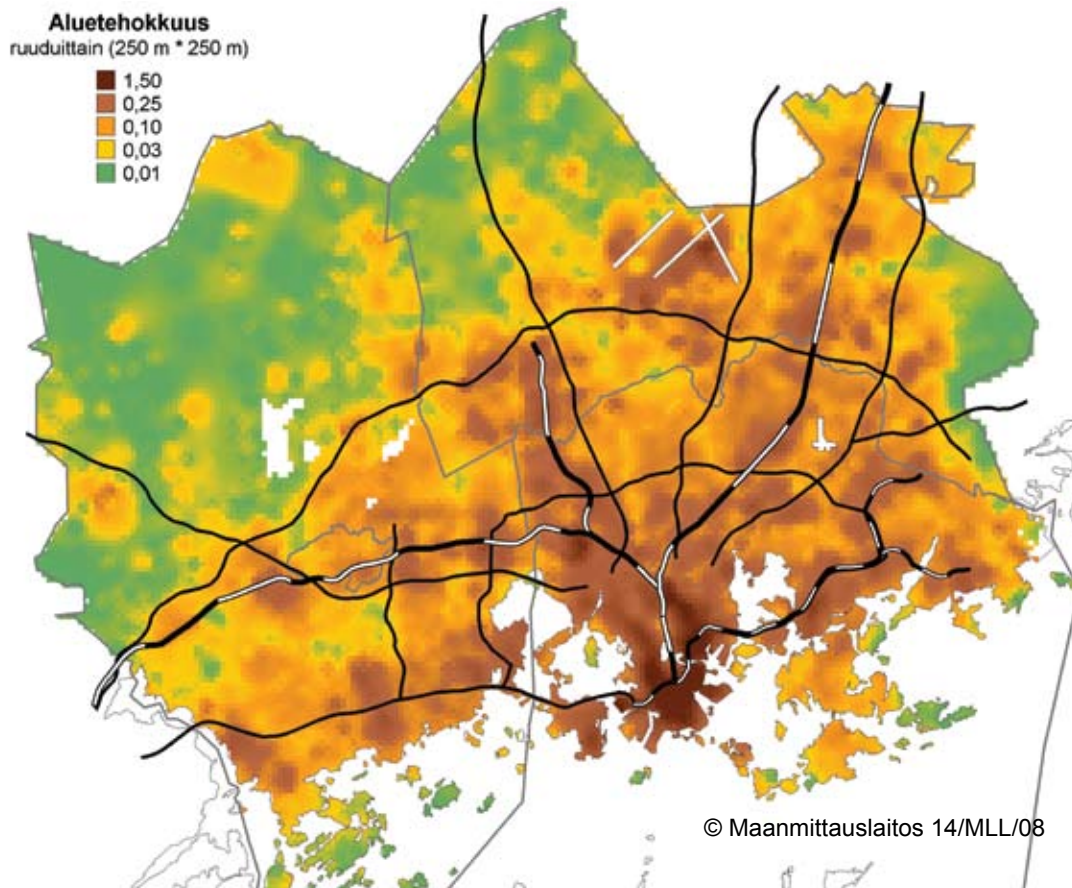 Aluetehokkuus
ruuduittain (250 m * 250 m)
1,50
0,25
0,10
0,03
0,01
© Maanmittauslaitos 14/MLL/08